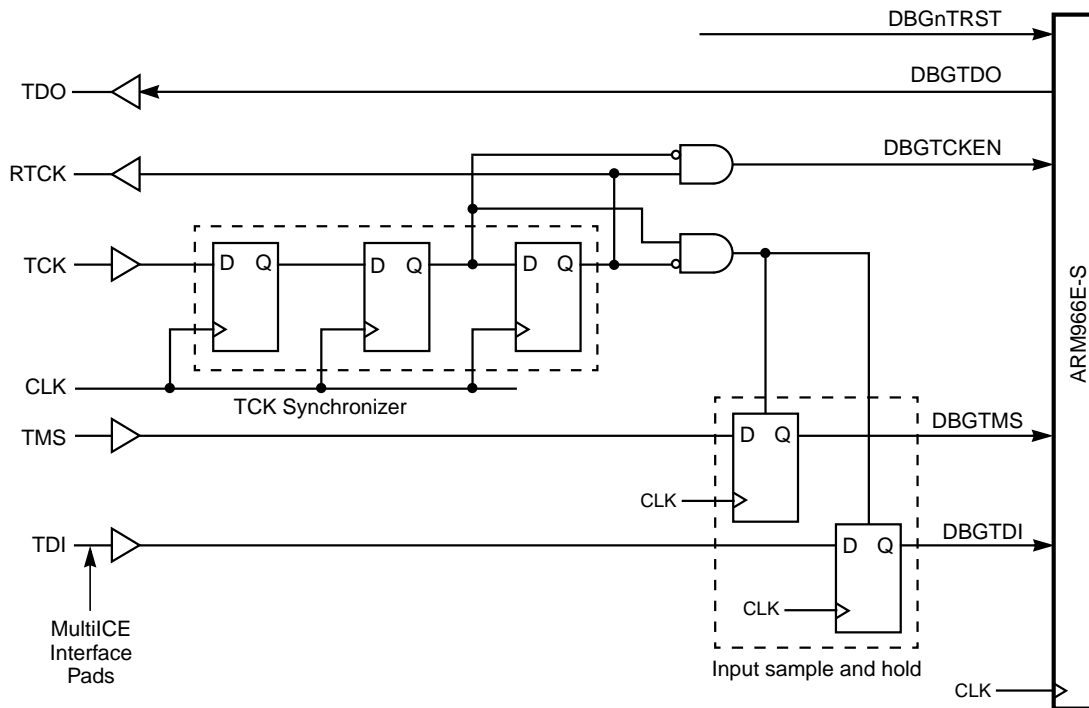 DBGnTRST
TDO
DBGTDO
RTCK
DBGTCKEN
TCK
D Q
D Q
D Q
CLK
TCK Synchronizer
TMS
D Q
DBGTMS
CLK
TDI
D Q
DBGTDI
CLK
MultiICE
Interface
Pads
Input sample and hold
CLK
ARM966E-S